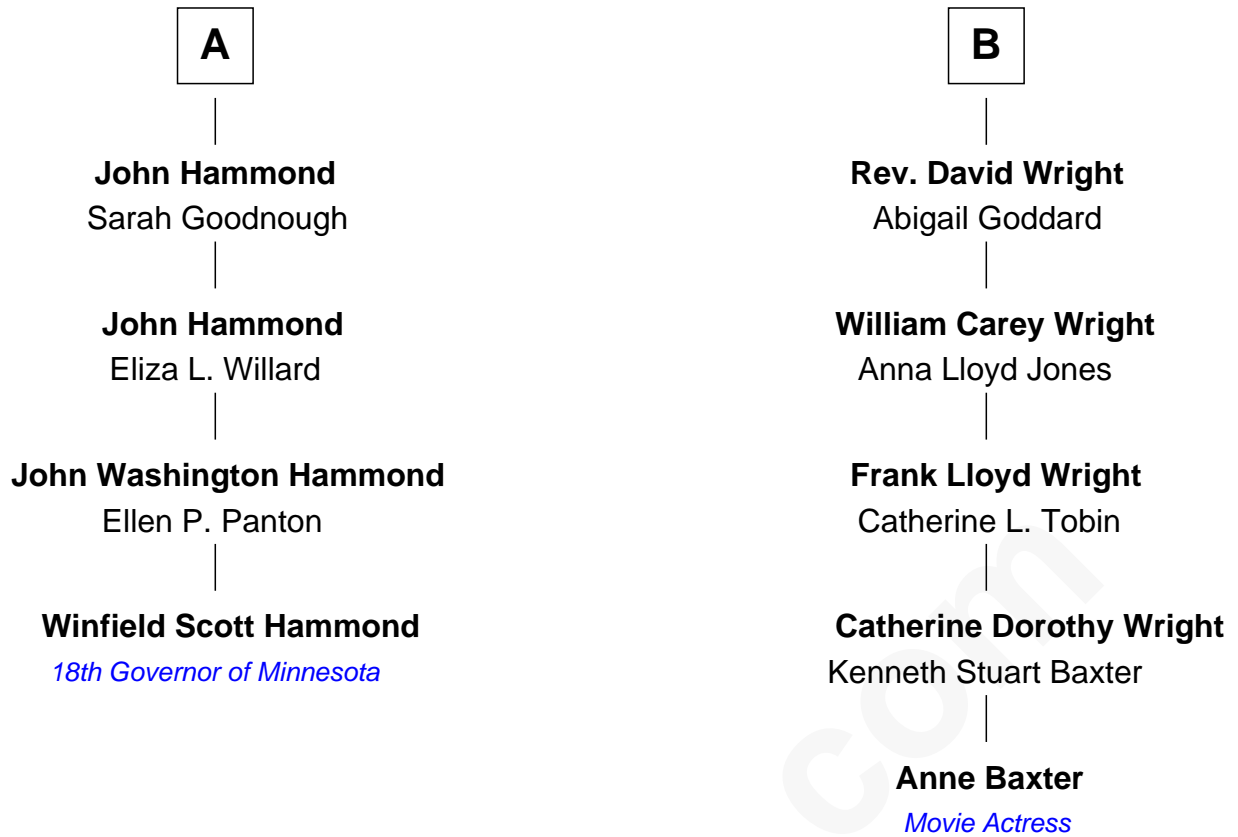 A
John Hammond
Sarah Goodnough
John Hammond
Eliza L. Willard
John Washington Hammond
Ellen P. Panton
Winfield Scott Hammond
18th Governor of Minnesota
B
Rev. David Wright
Abigail Goddard
William Carey Wright
Anna Lloyd Jones
Frank Lloyd Wright
Catherine L. Tobin
Catherine Dorothy Wright
Kenneth Stuart Baxter
Anne Baxter
Movie Actress
com